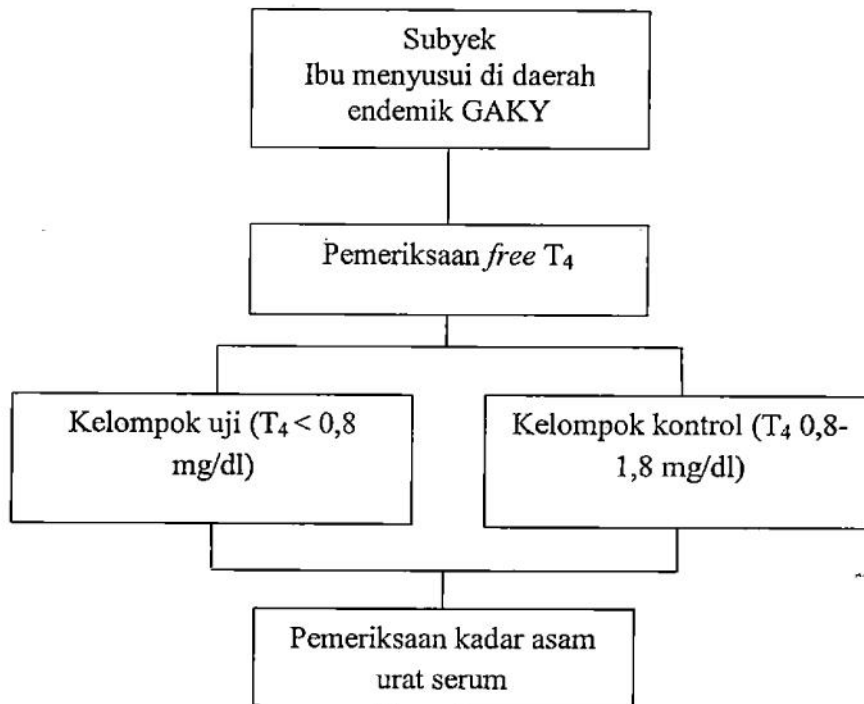 Subyek
Ibu menyusui di daerah
endemik GAKY
Pemeriksaan free T₄
Kelompok uji (T₄ < 0,8
mg/dl)
Kelompok kontrol (T₄ 0,8-
1,8 mg/dl)
Pemeriksaan kadar asam
urat serum